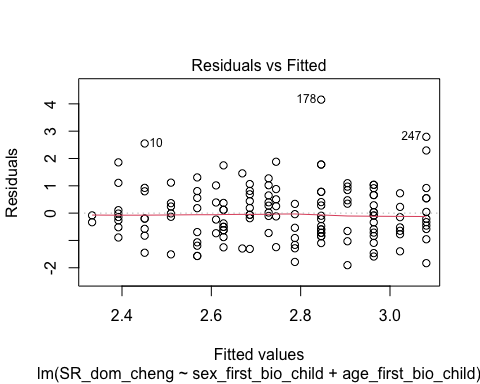 Residuals vs Fitted
Residuals
4
3
2
1
0
-2
178
247
10
2.4 2.6 2.8 3.0
Fitted values
lm(SR_dom_cheng ~ sex_first_bio_child + age_first_bio_child)